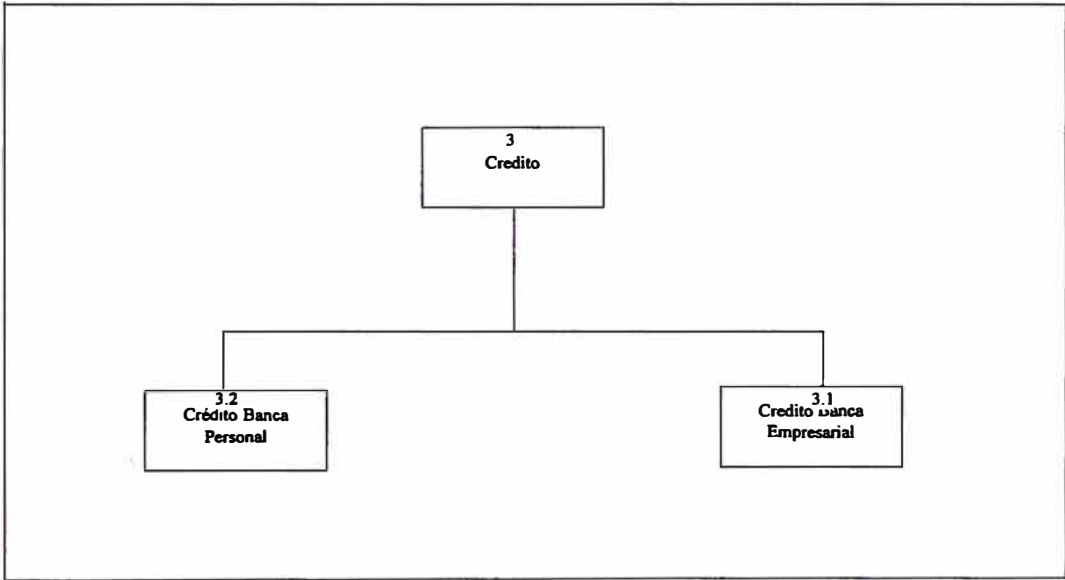 3
Credito
3.2
Crédito Banca
Personal
3.1
Credito Banca
Empresarial